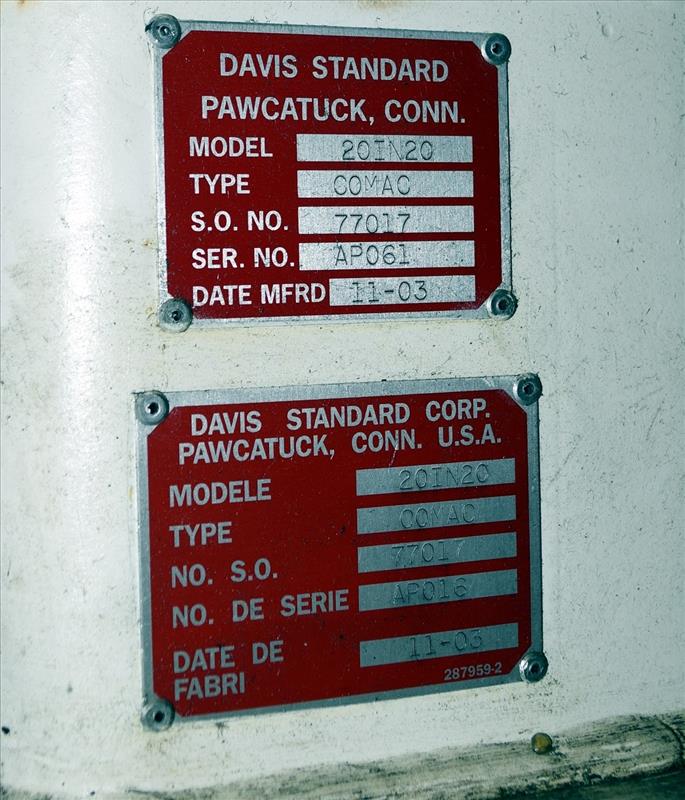 DAVIS STANDARD
PAWCATUCK, CONN.
MODEL 20IN20
TYPE COMAC
S.O. NO. 77017
SER. NO. AP061
DATE MFRD 11-03
DAVIS STANDARD CORP.
PAWCATUCK, CONN. U.S.A.
MODELE 20IN20
TYPE COMAC
NO. S.O. 77017
NO. DE SERIE AP016
DATE DE 11-03
FABRI 287959-2